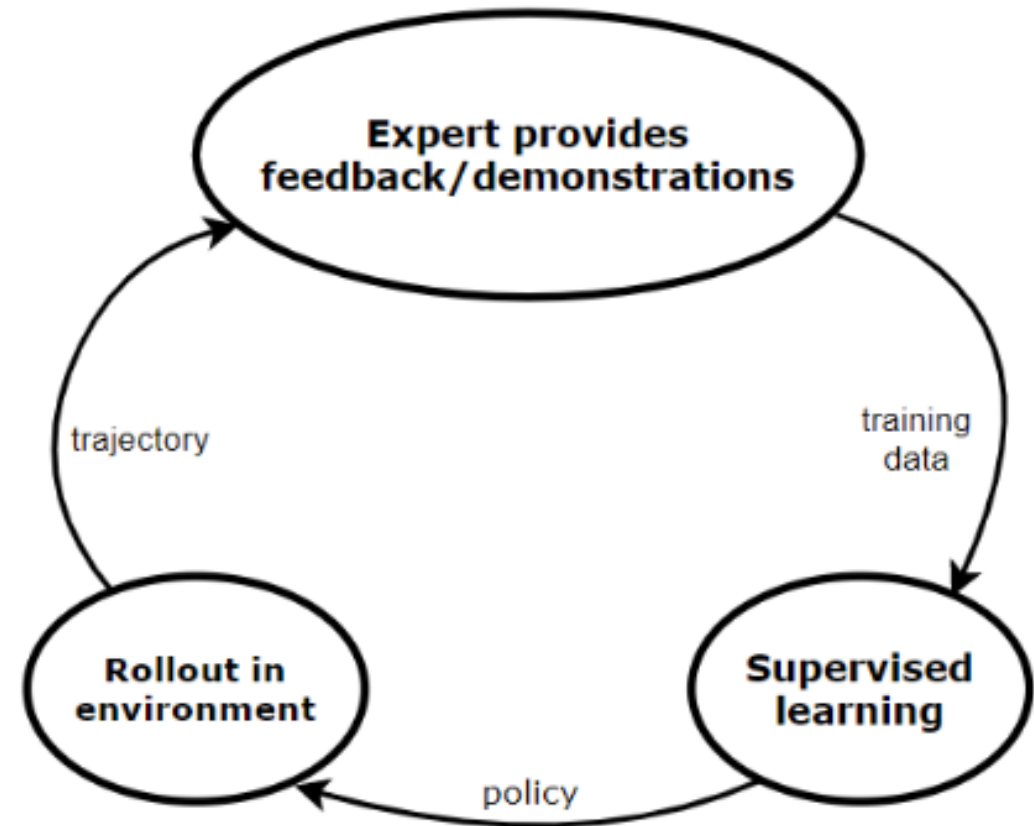 Expert provides
feedback/demonstrations
trajectory
training
data
Rollout in
environment
Supervised
learning
policy